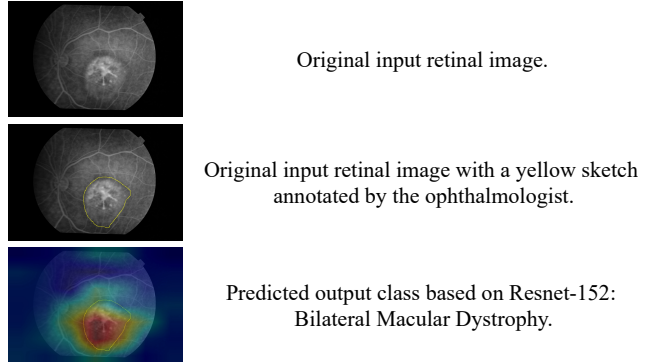 Original input retinal image.
Original input retinal image with a yellow sketch
annotated by the ophthalmologist.
Predicted output class based on Resnet-152:
Bilateral Macular Dystrophy.